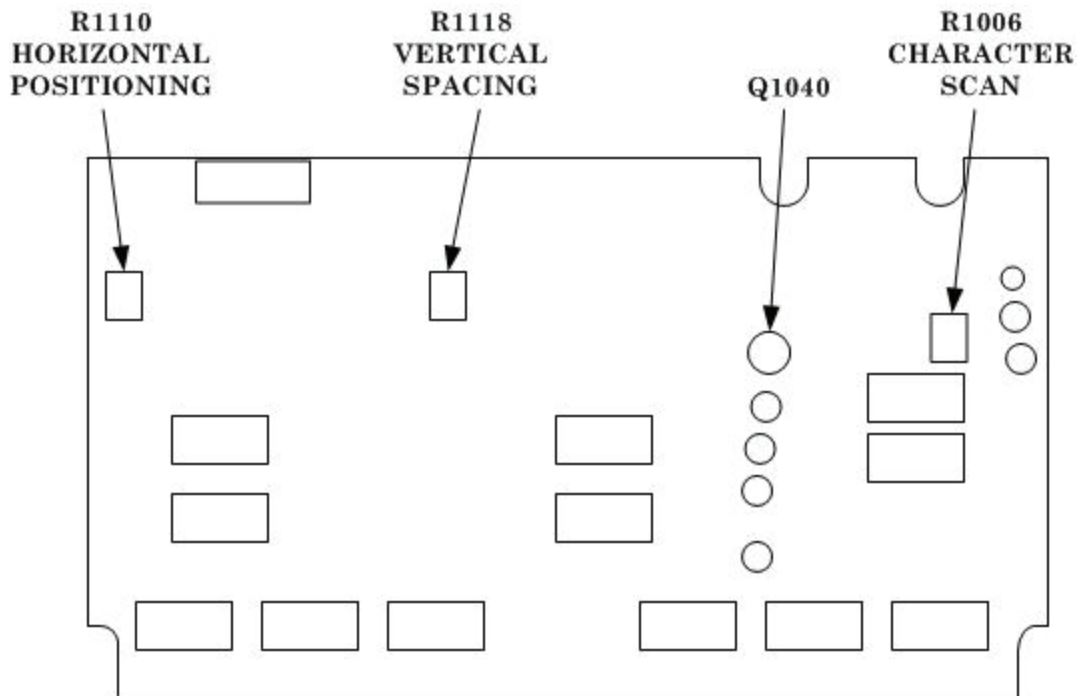 R1110
HORIZONTAL
POSITIONING
R1118
VERTICAL
SPACING
Q1040
R1006
CHARACTER
SCAN